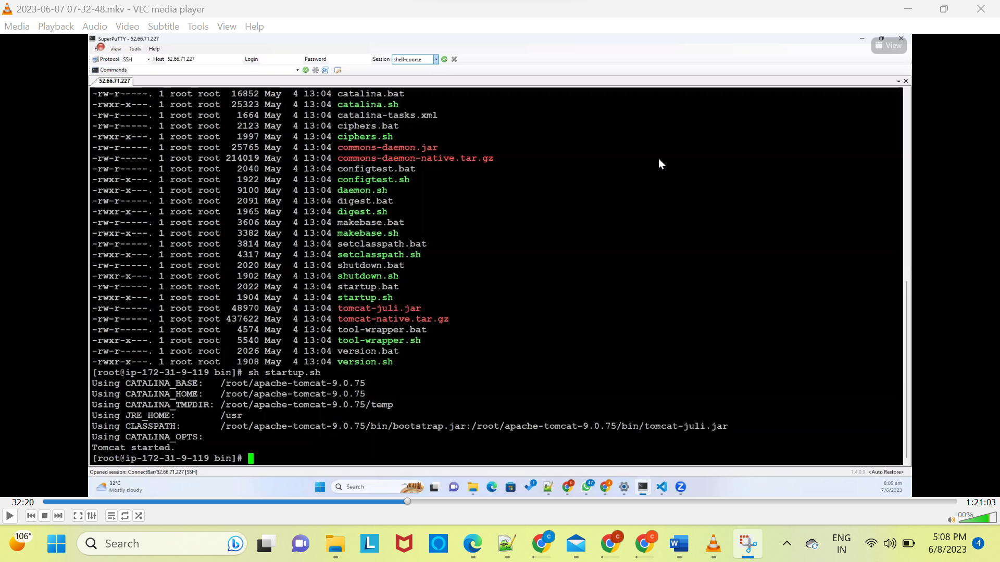 2023-06-07 07-32-48.mkv - VLC media player
Media Playback Audio Video Subtitle Tools View Help
SuperPuTTY - 52.66.71.227
View Tools Help
View
Protocol SSH Host 52.66.71.227 Login Password Session shell-course
Commands
52.66.71.227
-rw-r-----. 1 root root 16852 May 4 13:04 catalina.bat
-rwxr-x---. 1 root root 25323 May 4 13:04 catalina.sh
-rw-r-----. 1 root root 1664 May 4 13:04 catalina-tasks.xml
-rw-r-----. 1 root root 2123 May 4 13:04 ciphers.bat
-rwxr-x---. 1 root root 1997 May 4 13:04 ciphers.sh
-rw-r-----. 1 root root 25765 May 4 13:04 commons-daemon.jar
-rw-r-----. 1 root root 214019 May 4 13:04 commons-daemon-native.tar.gz
-rw-r-----. 1 root root 2040 May 4 13:04 configtest.bat
-rwxr-x---. 1 root root 1922 May 4 13:04 configtest.sh
-rwxr-x---. 1 root root 9100 May 4 13:04 daemon.sh
-rw-r-----. 1 root root 2091 May 4 13:04 digest.bat
-rwxr-x---. 1 root root 1965 May 4 13:04 digest.sh
-rw-r-----. 1 root root 3606 May 4 13:04 makebase.bat
-rwxr-x---. 1 root root 3382 May 4 13:04 makebase.sh
-rw-r-----. 1 root root 3814 May 4 13:04 setclasspath.bat
-rwxr-x---. 1 root root 4317 May 4 13:04 setclasspath.sh
-rw-r-----. 1 root root 2020 May 4 13:04 shutdown.bat
-rwxr-x---. 1 root root 1902 May 4 13:04 shutdown.sh
-rw-r-----. 1 root root 2022 May 4 13:04 startup.bat
-rwxr-x---. 1 root root 1904 May 4 13:04 startup.sh
-rw-r-----. 1 root root 48970 May 4 13:04 tomcat-juli.jar
-rw-r-----. 1 root root 437622 May 4 13:04 tomcat-native.tar.gz
-rw-r-----. 1 root root 4574 May 4 13:04 tool-wrapper.bat
-rwxr-x---. 1 root root 5540 May 4 13:04 tool-wrapper.sh
-rw-r-----. 1 root root 2026 May 4 13:04 version.bat
-rwxr-x---. 1 root root 1908 May 4 13:04 version.sh
[root@ip-172-31-9-119 bin]# sh startup.sh
Using CATALINA_BASE: /root/apache-tomcat-9.0.75
Using CATALINA_HOME: /root/apache-tomcat-9.0.75
Using CATALINA_TMPDIR: /root/apache-tomcat-9.0.75/temp
Using JRE_HOME: /usr
Using CLASSPATH: /root/apache-tomcat-9.0.75/bin/bootstrap.jar:/root/apache-tomcat-9.0.75/bin/tomcat-juli.jar
Using CATALINA_OPTS:
Tomcat started.
[root@ip-172-31-9-119 bin]#
Opened session: ConnectBar/52.66.71.227 [SSH] 1.4.0.9 <Auto Restore>
32°C
Mostly cloudy
Search
1
47
8:05 am
7/6/2023
32:20 1:21:03
100%
106°
Search
ENG
IN
5:08 PM
6/8/2023
4